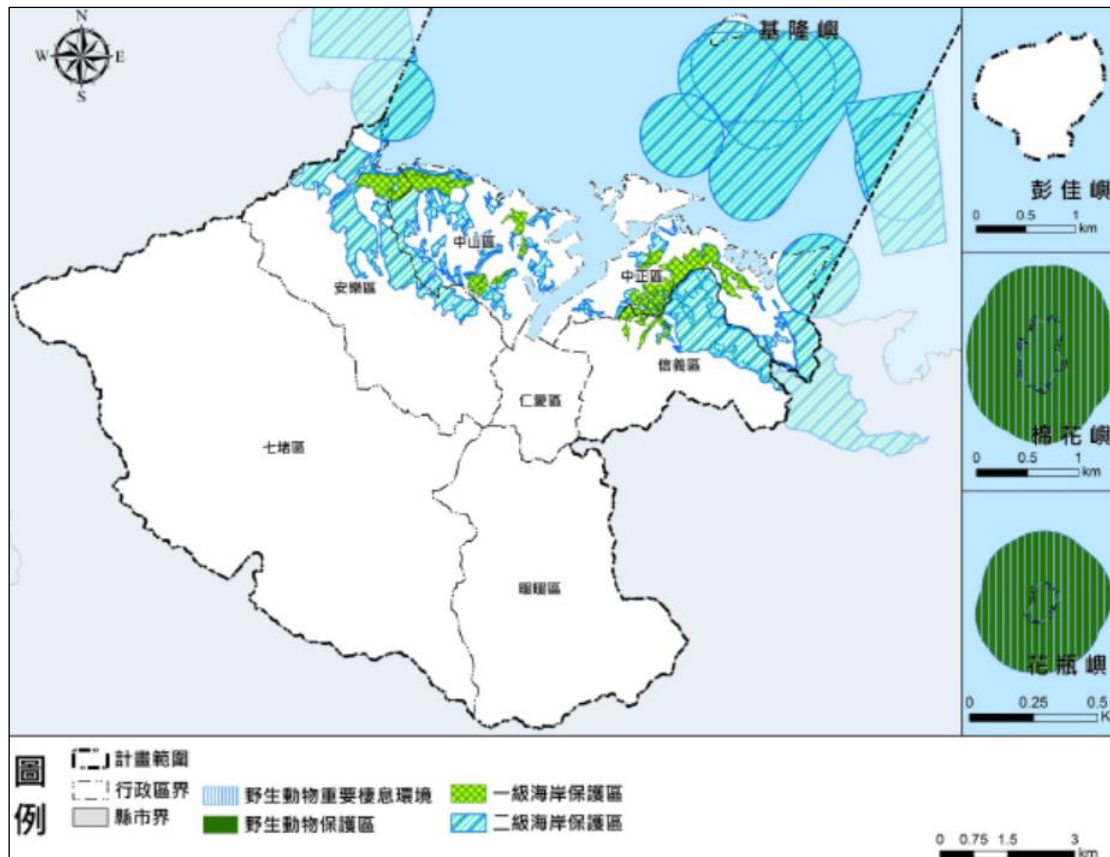 N
W E
S
基隆嶼
中山區
安樂區
中正區
信義區
仁愛區
七堵區
暖暖區
彭佳嶼
0 0.5 1
km
棉花嶼
0 0.5 1
km
花瓶嶼
0 0.25 0.5
K
圖例
計畫範圍
行政區界
縣市界
野生動物重要棲息環境
野生動物保護區
一級海岸保護區
二級海岸保護區
0 0.75 1.5 3
km